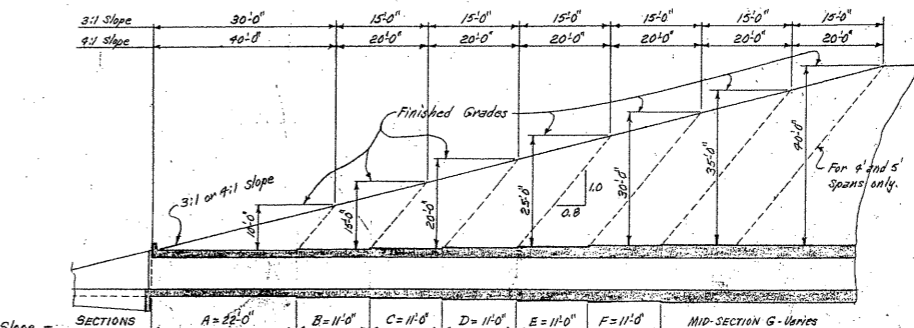 3:1 Slope 30'-0" 15'-0" 15'-0" 15'-0" 15'-0" 15'-0" 15'-0"
4:1 Slope 40'-0" 20'-0" 20'-0" 20'-0" 20'-0" 20'-0" 20'-0"
Finished Grades
3:1 or 4:1 Slope
10'-0"
15'-0"
20'-0"
25'-0"
30'-0"
35'-0"
40'-0"
1.0
0.8
For 4' and 5'
spans only.
Slope
SECTIONS A = 22'-0" B = 11'-0" C = 11'-0" D = 11'-0" E = 11'-0" F = 11'-0" MID-SECTION G - Varies